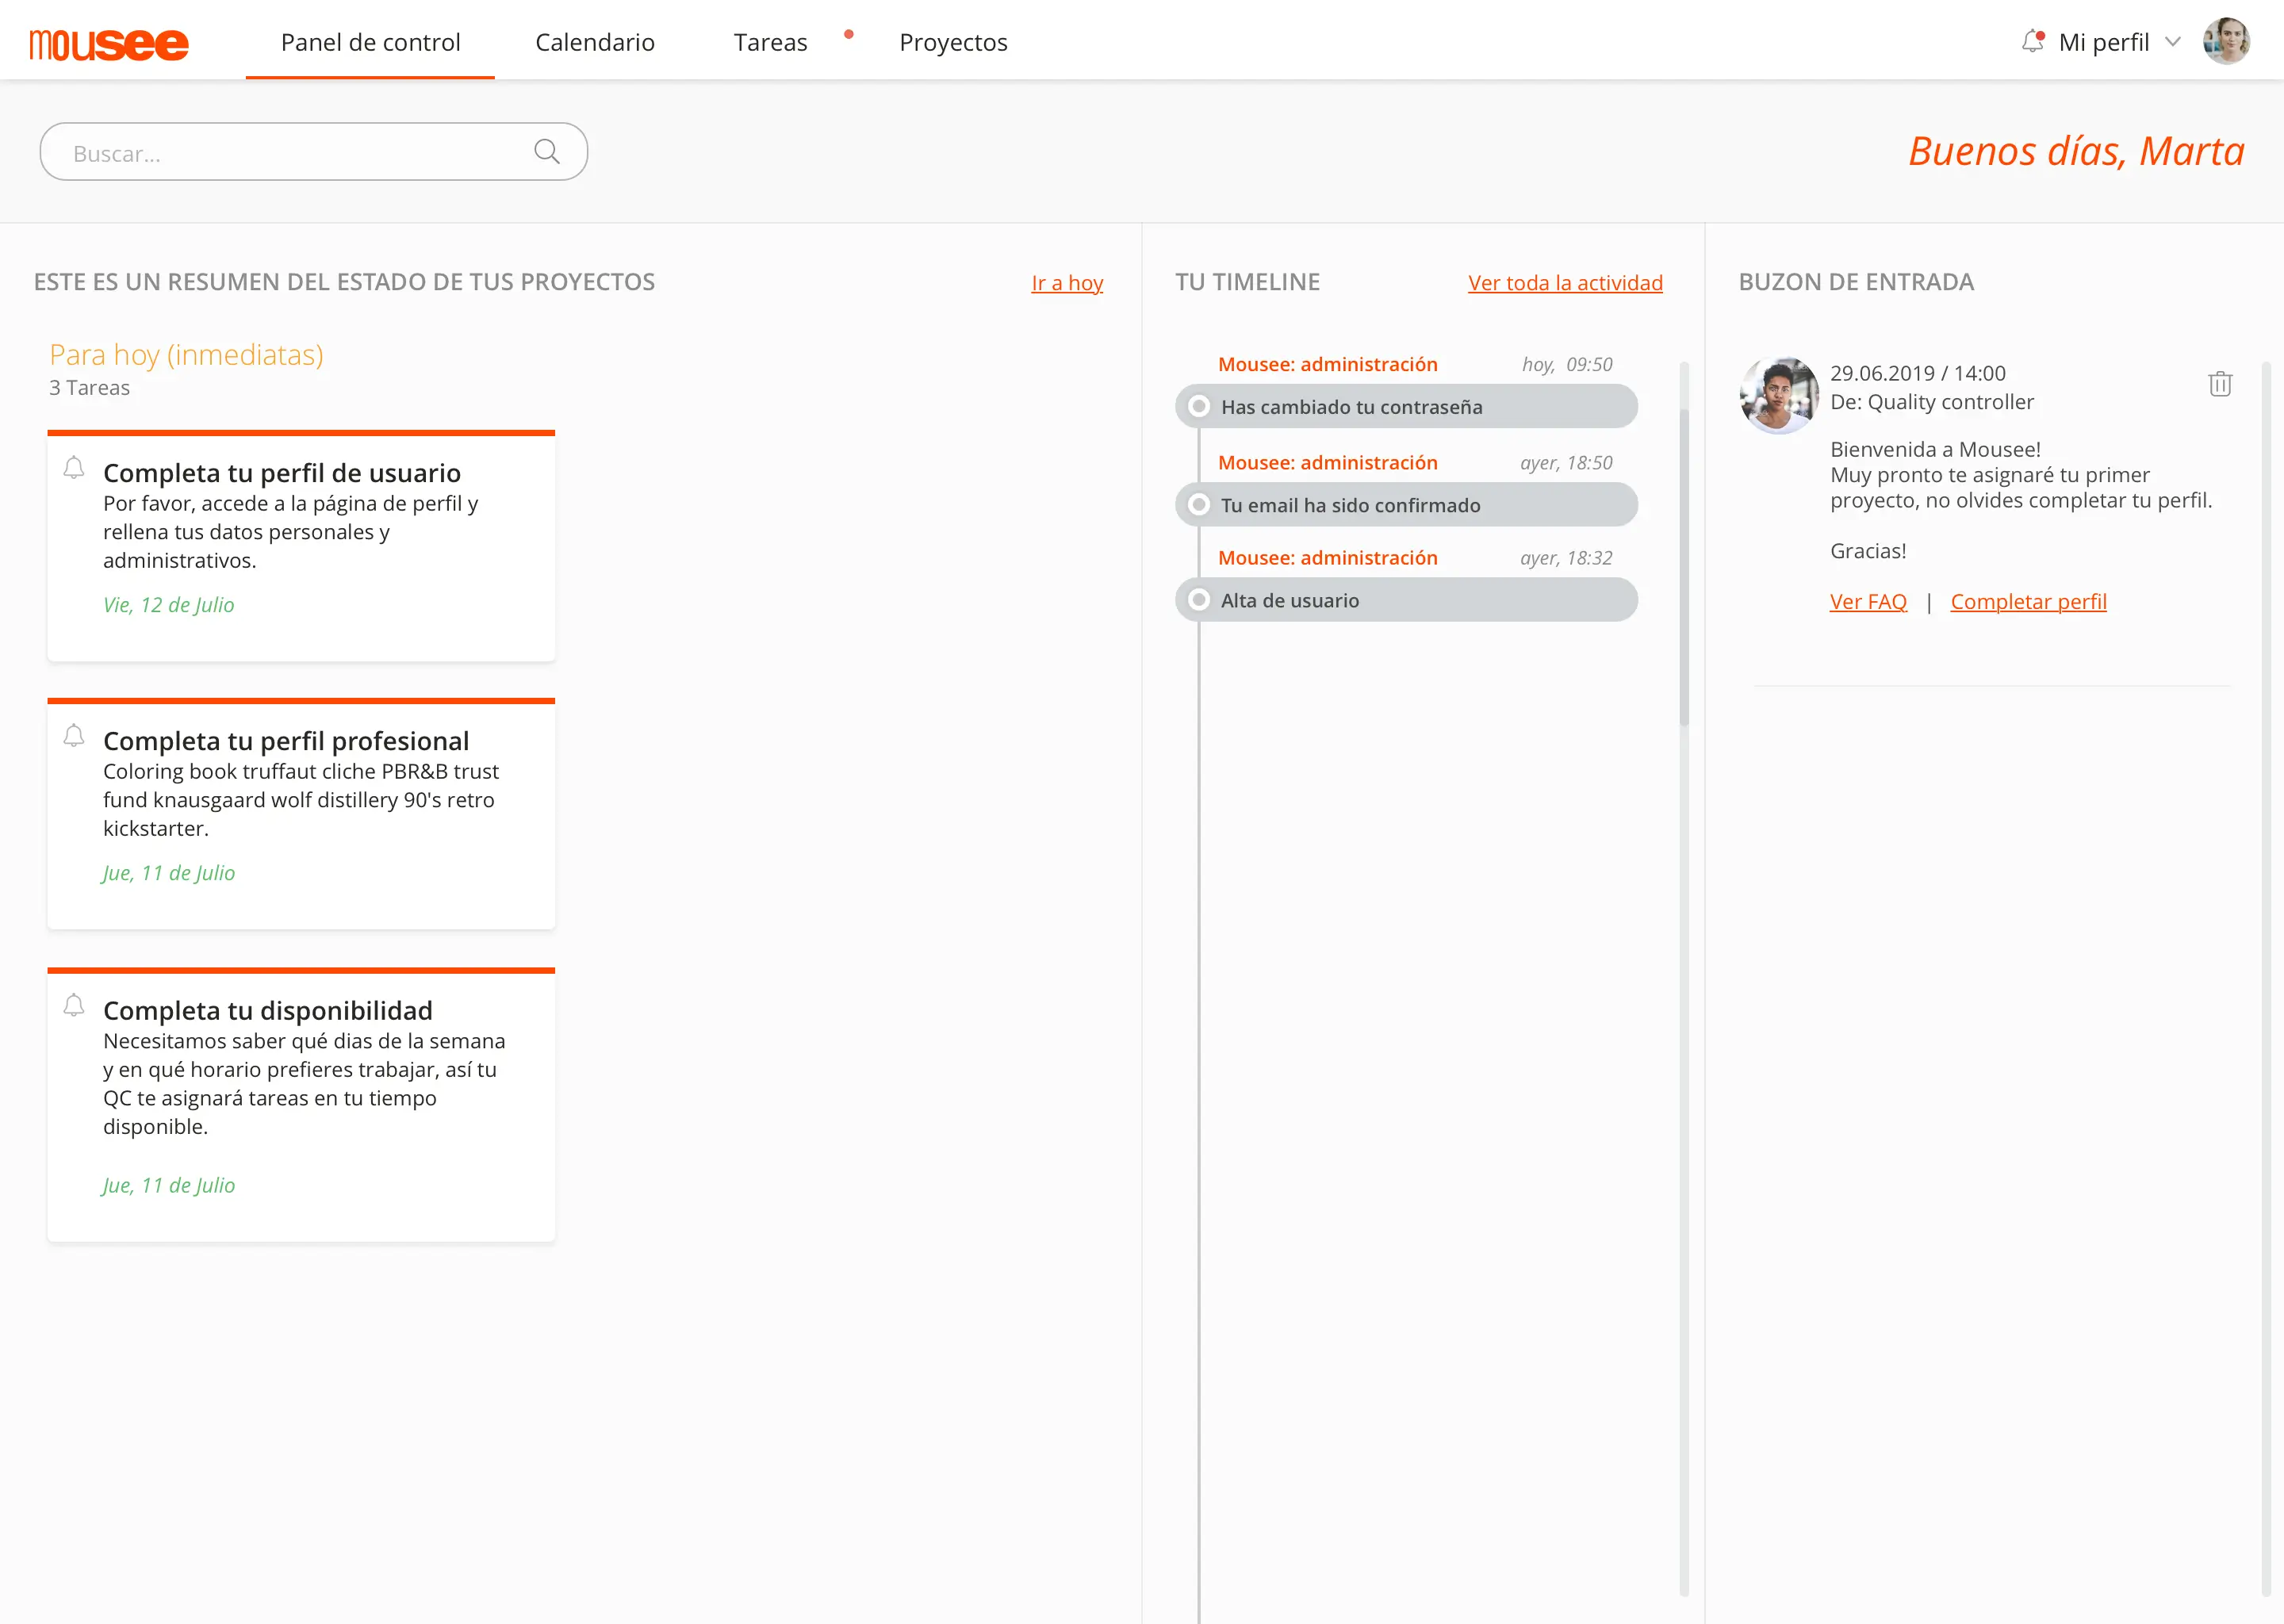 mousee
Panel de control
Calendario
Tareas
Proyectos
Mi perfil
Buscar...
Buenos días, Marta
ESTE ES UN RESUMEN DEL ESTADO DE TUS PROYECTOS
Ir a hoy
Para hoy (inmediatas)
3 Tareas
Completa tu perfil de usuario
Por favor, accede a la página de perfil y
rellena tus datos personales y
administrativos.
Vie, 12 de Julio
Completa tu perfil profesional
Coloring book truffaut cliche PBR&B trust
fund knausgaard wolf distillery 90's retro
kickstarter.
Jue, 11 de Julio
Completa tu disponibilidad
Necesitamos saber qué dias de la semana
y en qué horario prefieres trabajar, así tu
QC te asignará tareas en tu tiempo
disponible.
Jue, 11 de Julio
TU TIMELINE
Ver toda la actividad
Mousee: administración
hoy, 09:50
Has cambiado tu contraseña
Mousee: administración
ayer, 18:50
Tu email ha sido confirmado
Mousee: administración
ayer, 18:32
Alta de usuario
BUZON DE ENTRADA
29.06.2019 / 14:00
De: Quality controller
Bienvenida a Mousee!
Muy pronto te asignaré tu primer
proyecto, no olvides completar tu perfil.
Gracias!
Ver FAQ | Completar perfil